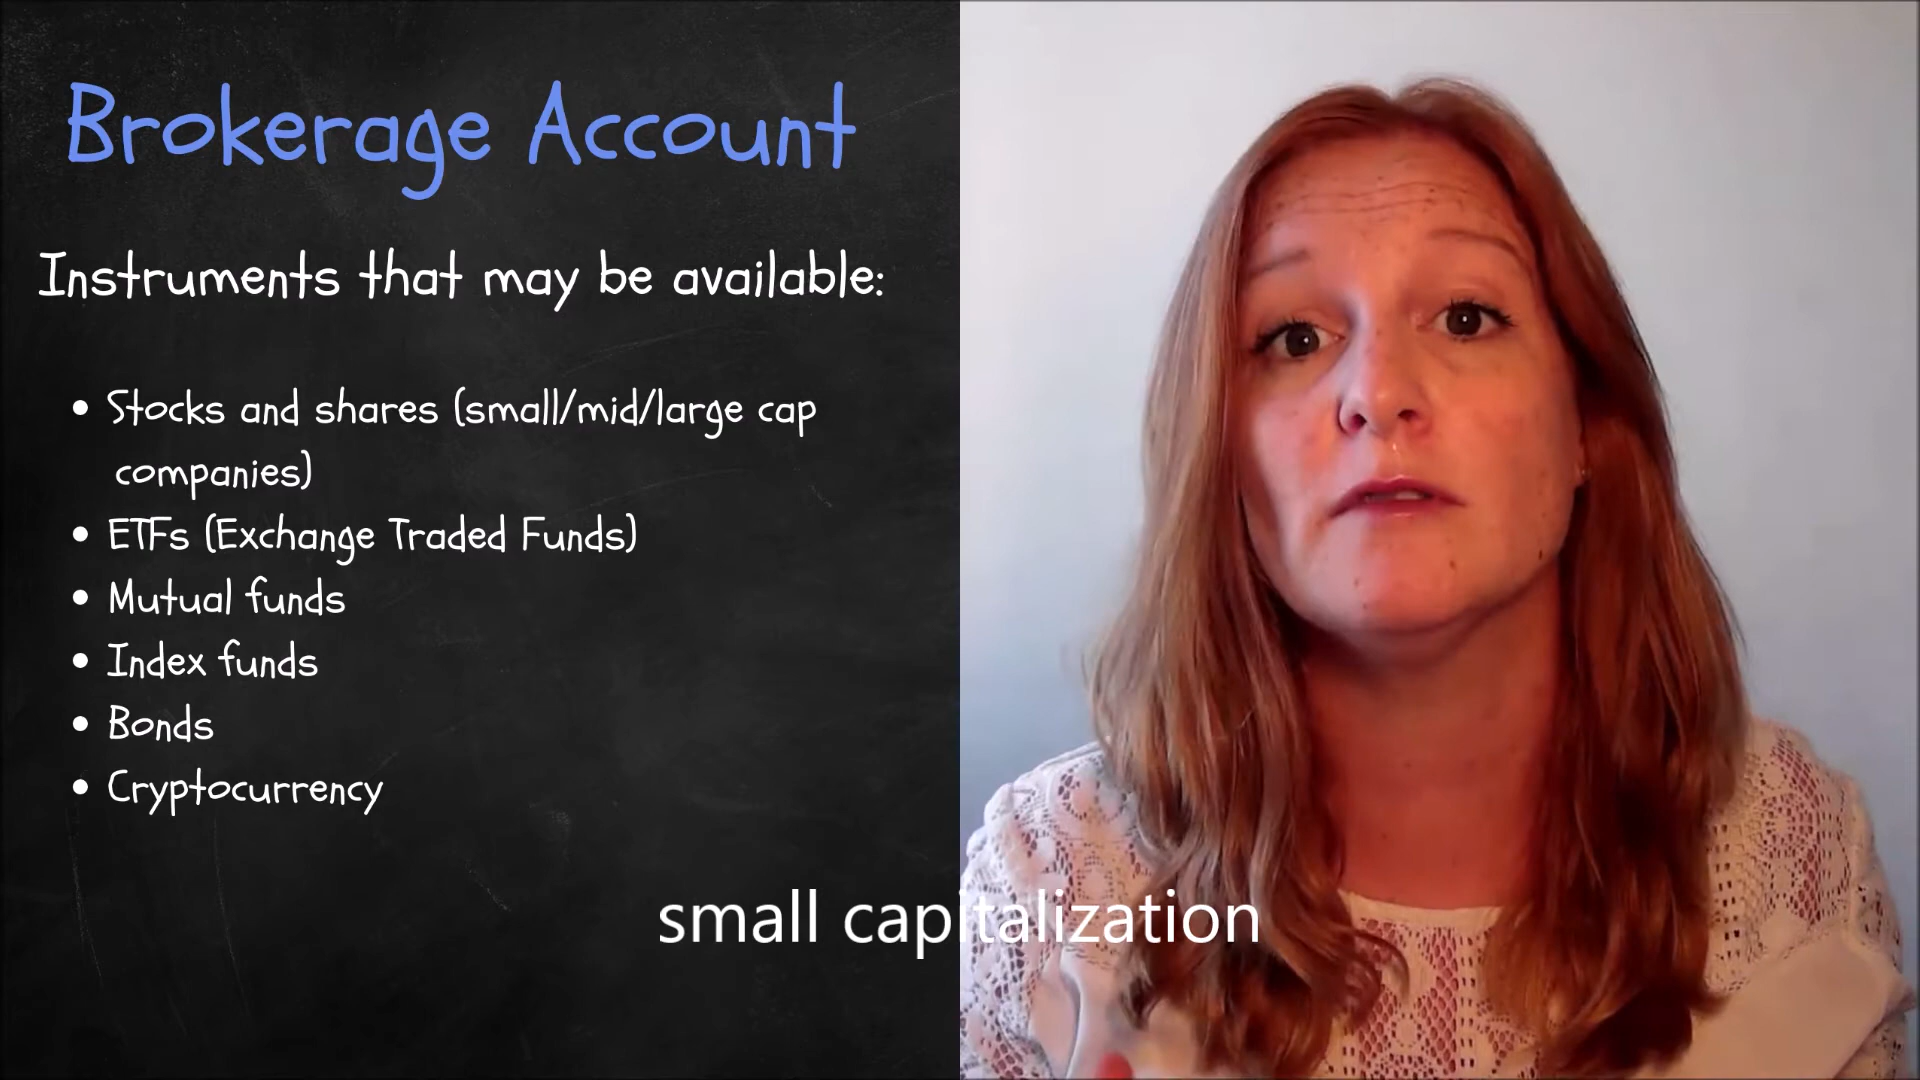 Brokerage Account
Instruments that may be available:
• Stocks and shares (small/mid/large cap
companies)
• ETFs (Exchange Traded Funds)
• Mutual funds
• Index funds
• Bonds
• Cryptocurrency
small capitalization